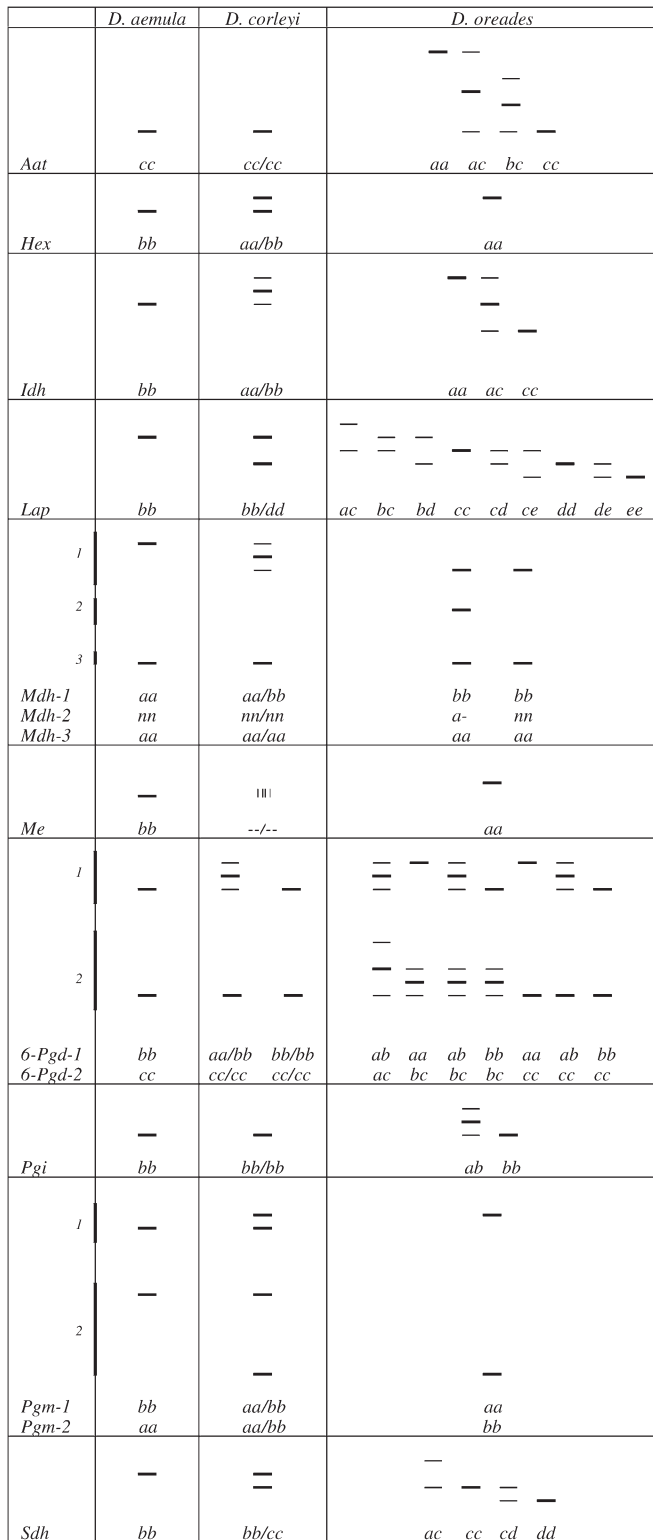 D. aemula D. corleyi D. oreades
Aat cc cc/cc aa ac bc cc
Hex bb aa/bb aa
Idh bb aa/bb aa ac cc
Lap bb bb/dd ac bc bd cc cd ce dd de ee
1
2
3
Mdh-1 aa aa/bb bb bb
Mdh-2 nn nn/nn a- nn
Mdh-3 aa aa/aa aa aa
Me bb --/-- aa
1
2
6-Pgd-1 bb aa/bb bb/bb ab aa ab bb aa ab bb
6-Pgd-2 cc cc/cc cc/cc ac bc bc bc cc cc cc
Pgi bb bb/bb ab bb
1
2
Pgm-1 bb aa/bb aa
Pgm-2 aa aa/bb bb
Sdh bb bb/cc ac cc cd dd